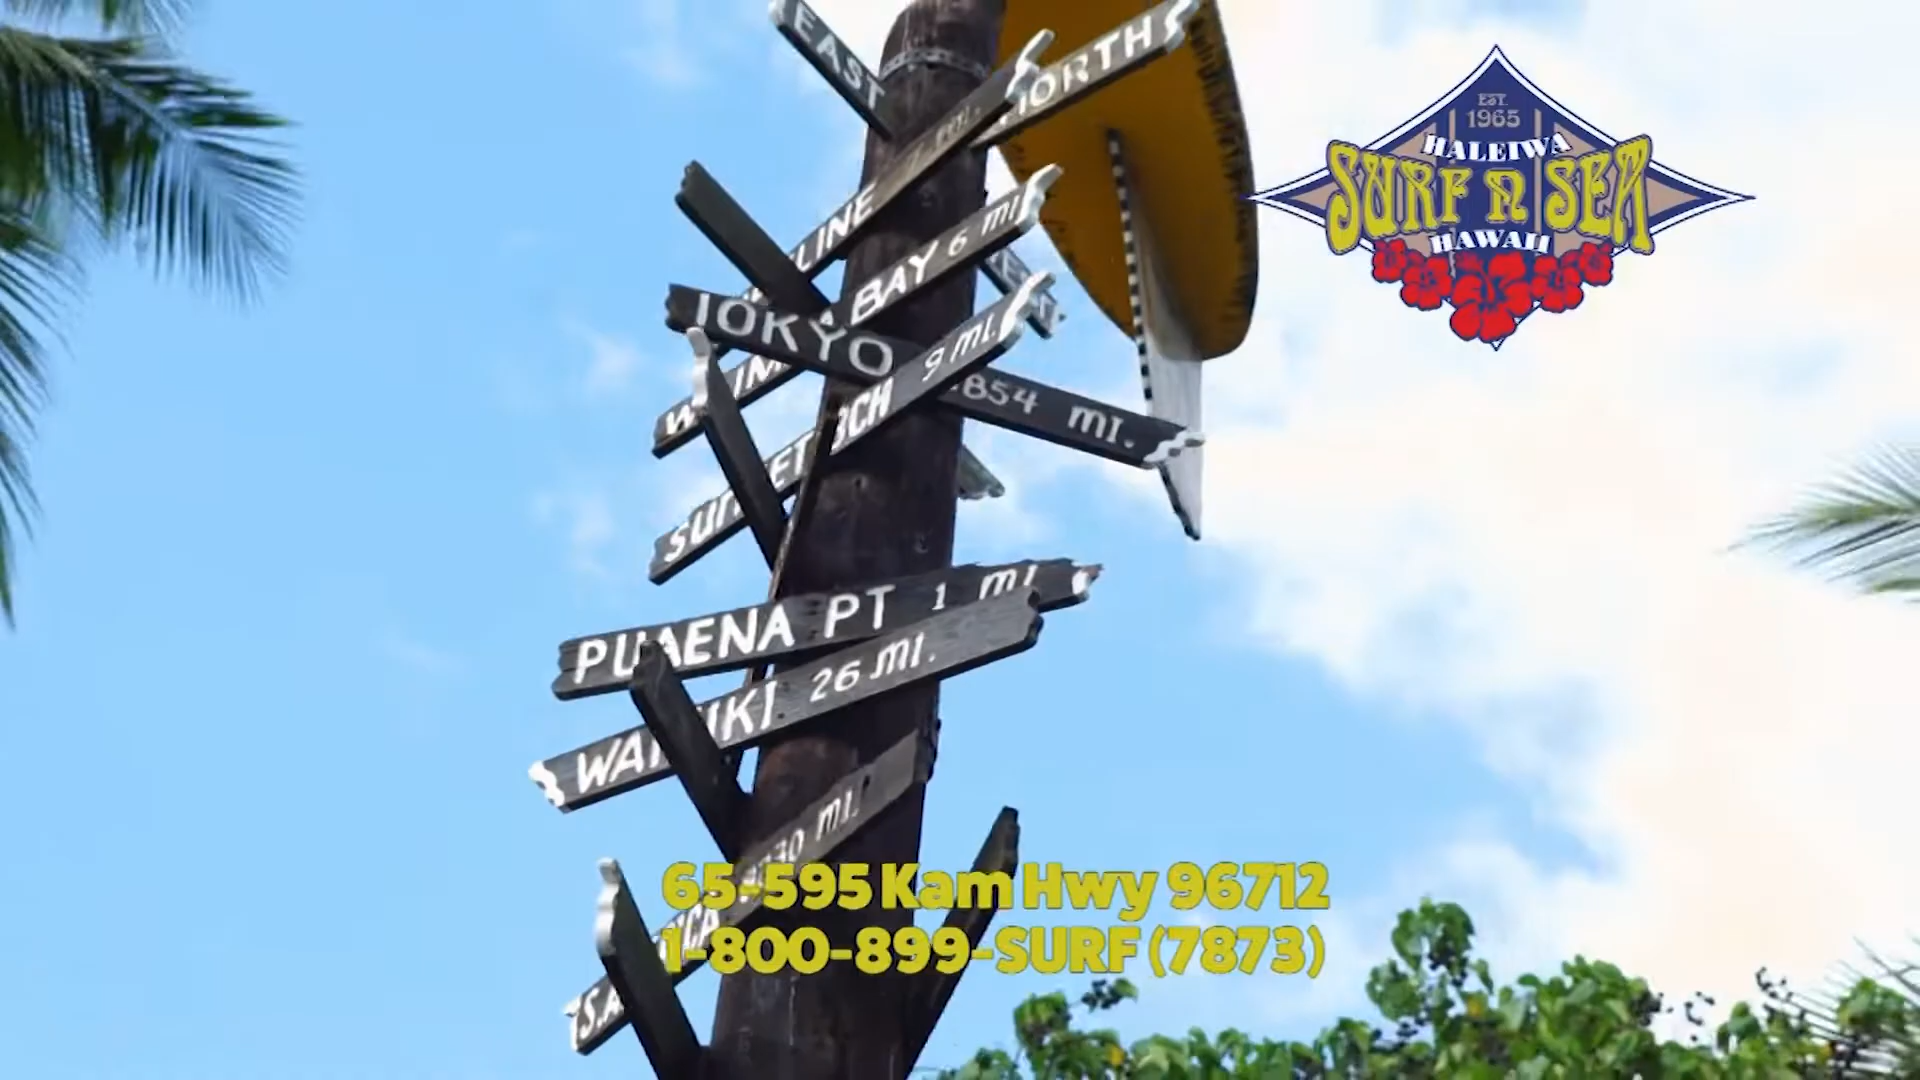 EAST
NORTH
EST.
1965
HALEIWA
SURF N SEA
HAWAII
BAY 6 MI
TOKYO 854 MI.
9 MI.
PUAENA PT 1 MI
26 MI.
65-595 Kam Hwy 96712
1-800-899-SURF (7873)